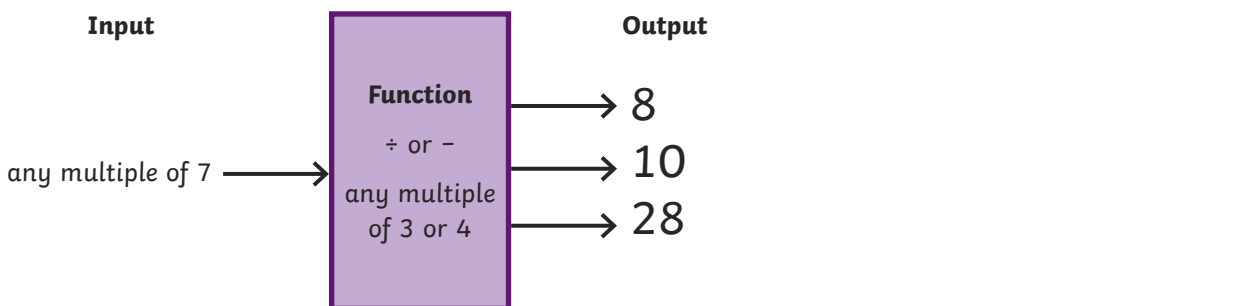 Input
Output
Function
÷ or −
any multiple of 7
any multiple
of 3 or 4
8
10
28